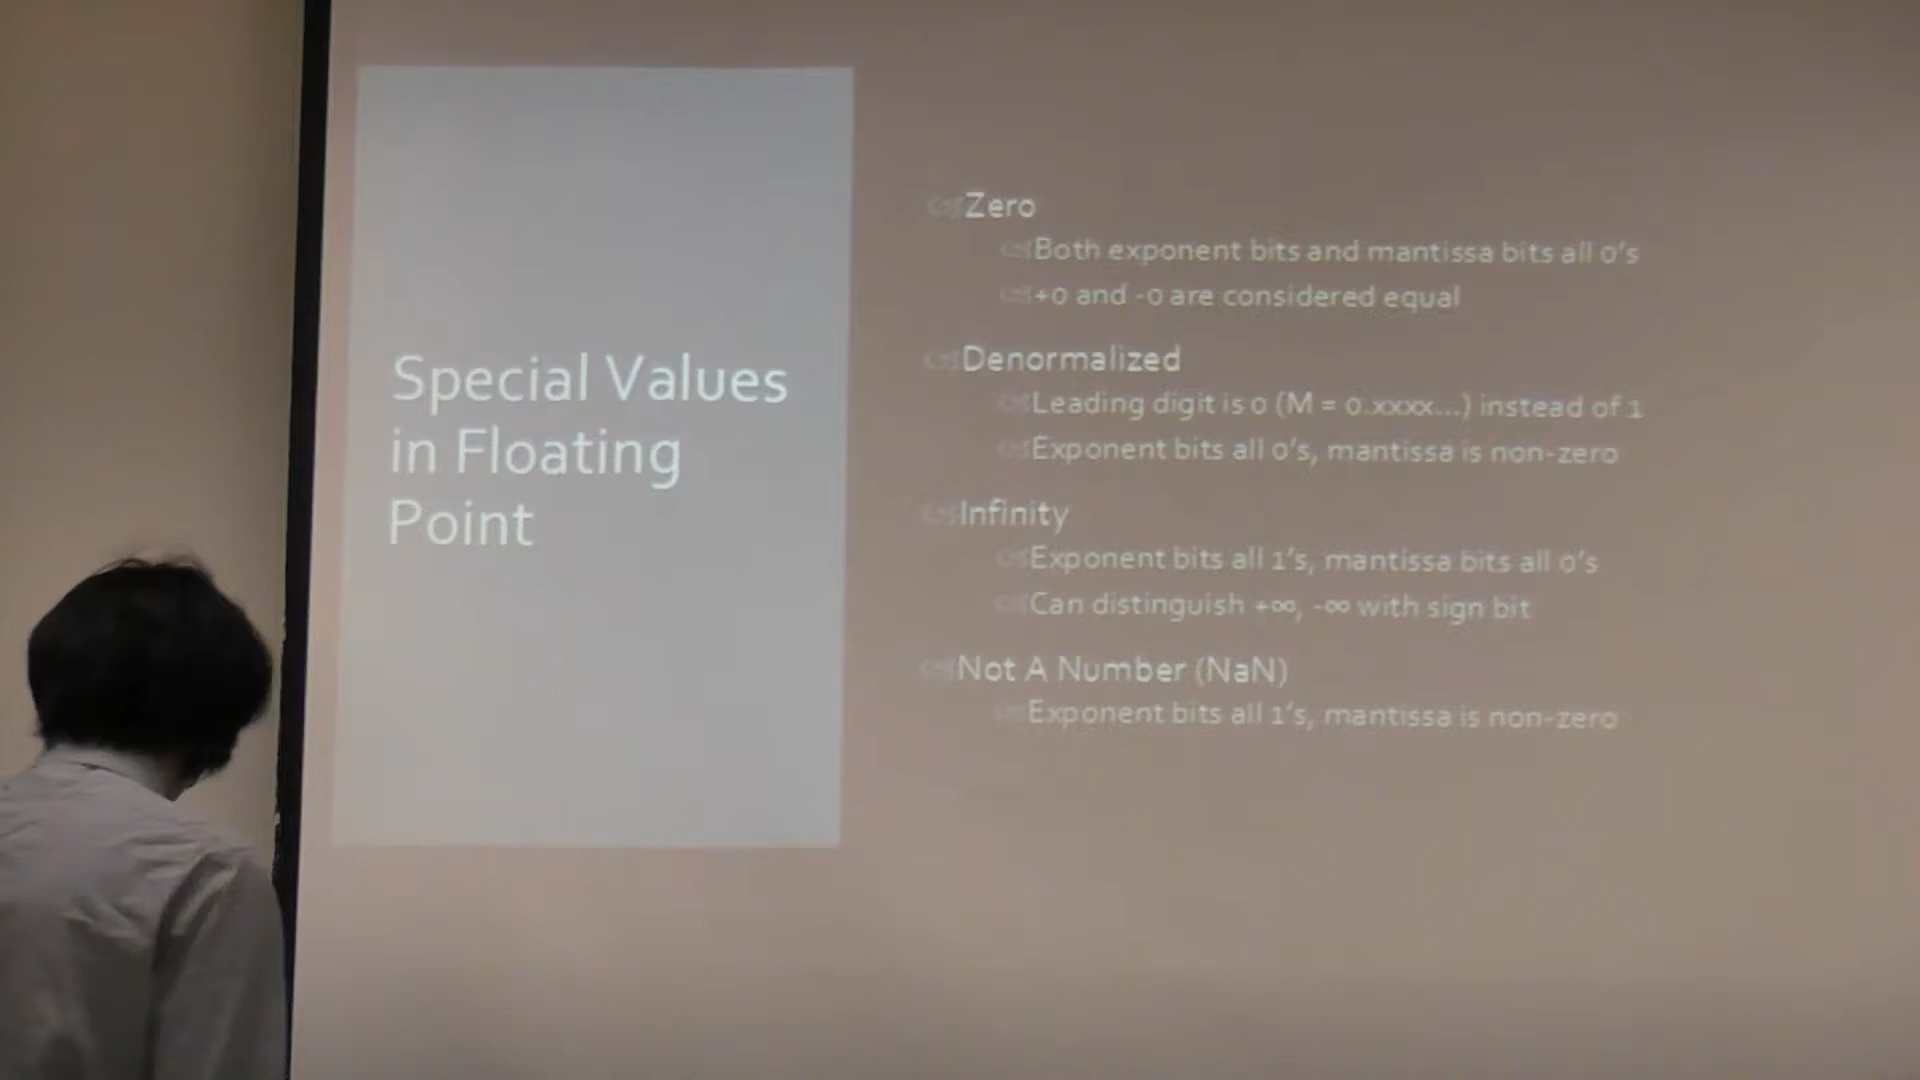 Special Values
in Floating
Point
Zero
Both exponent bits and mantissa bits all 0's
+0 and -0 are considered equal
Denormalized
Leading digit is 0 (M = 0.xxxx...) instead of 1
Exponent bits all 0's, mantissa is non-zero
Infinity
Exponent bits all 1's, mantissa bits all 0's
Can distinguish +∞, -∞ with sign bit
Not A Number (NaN)
Exponent bits all 1's, mantissa is non-zero